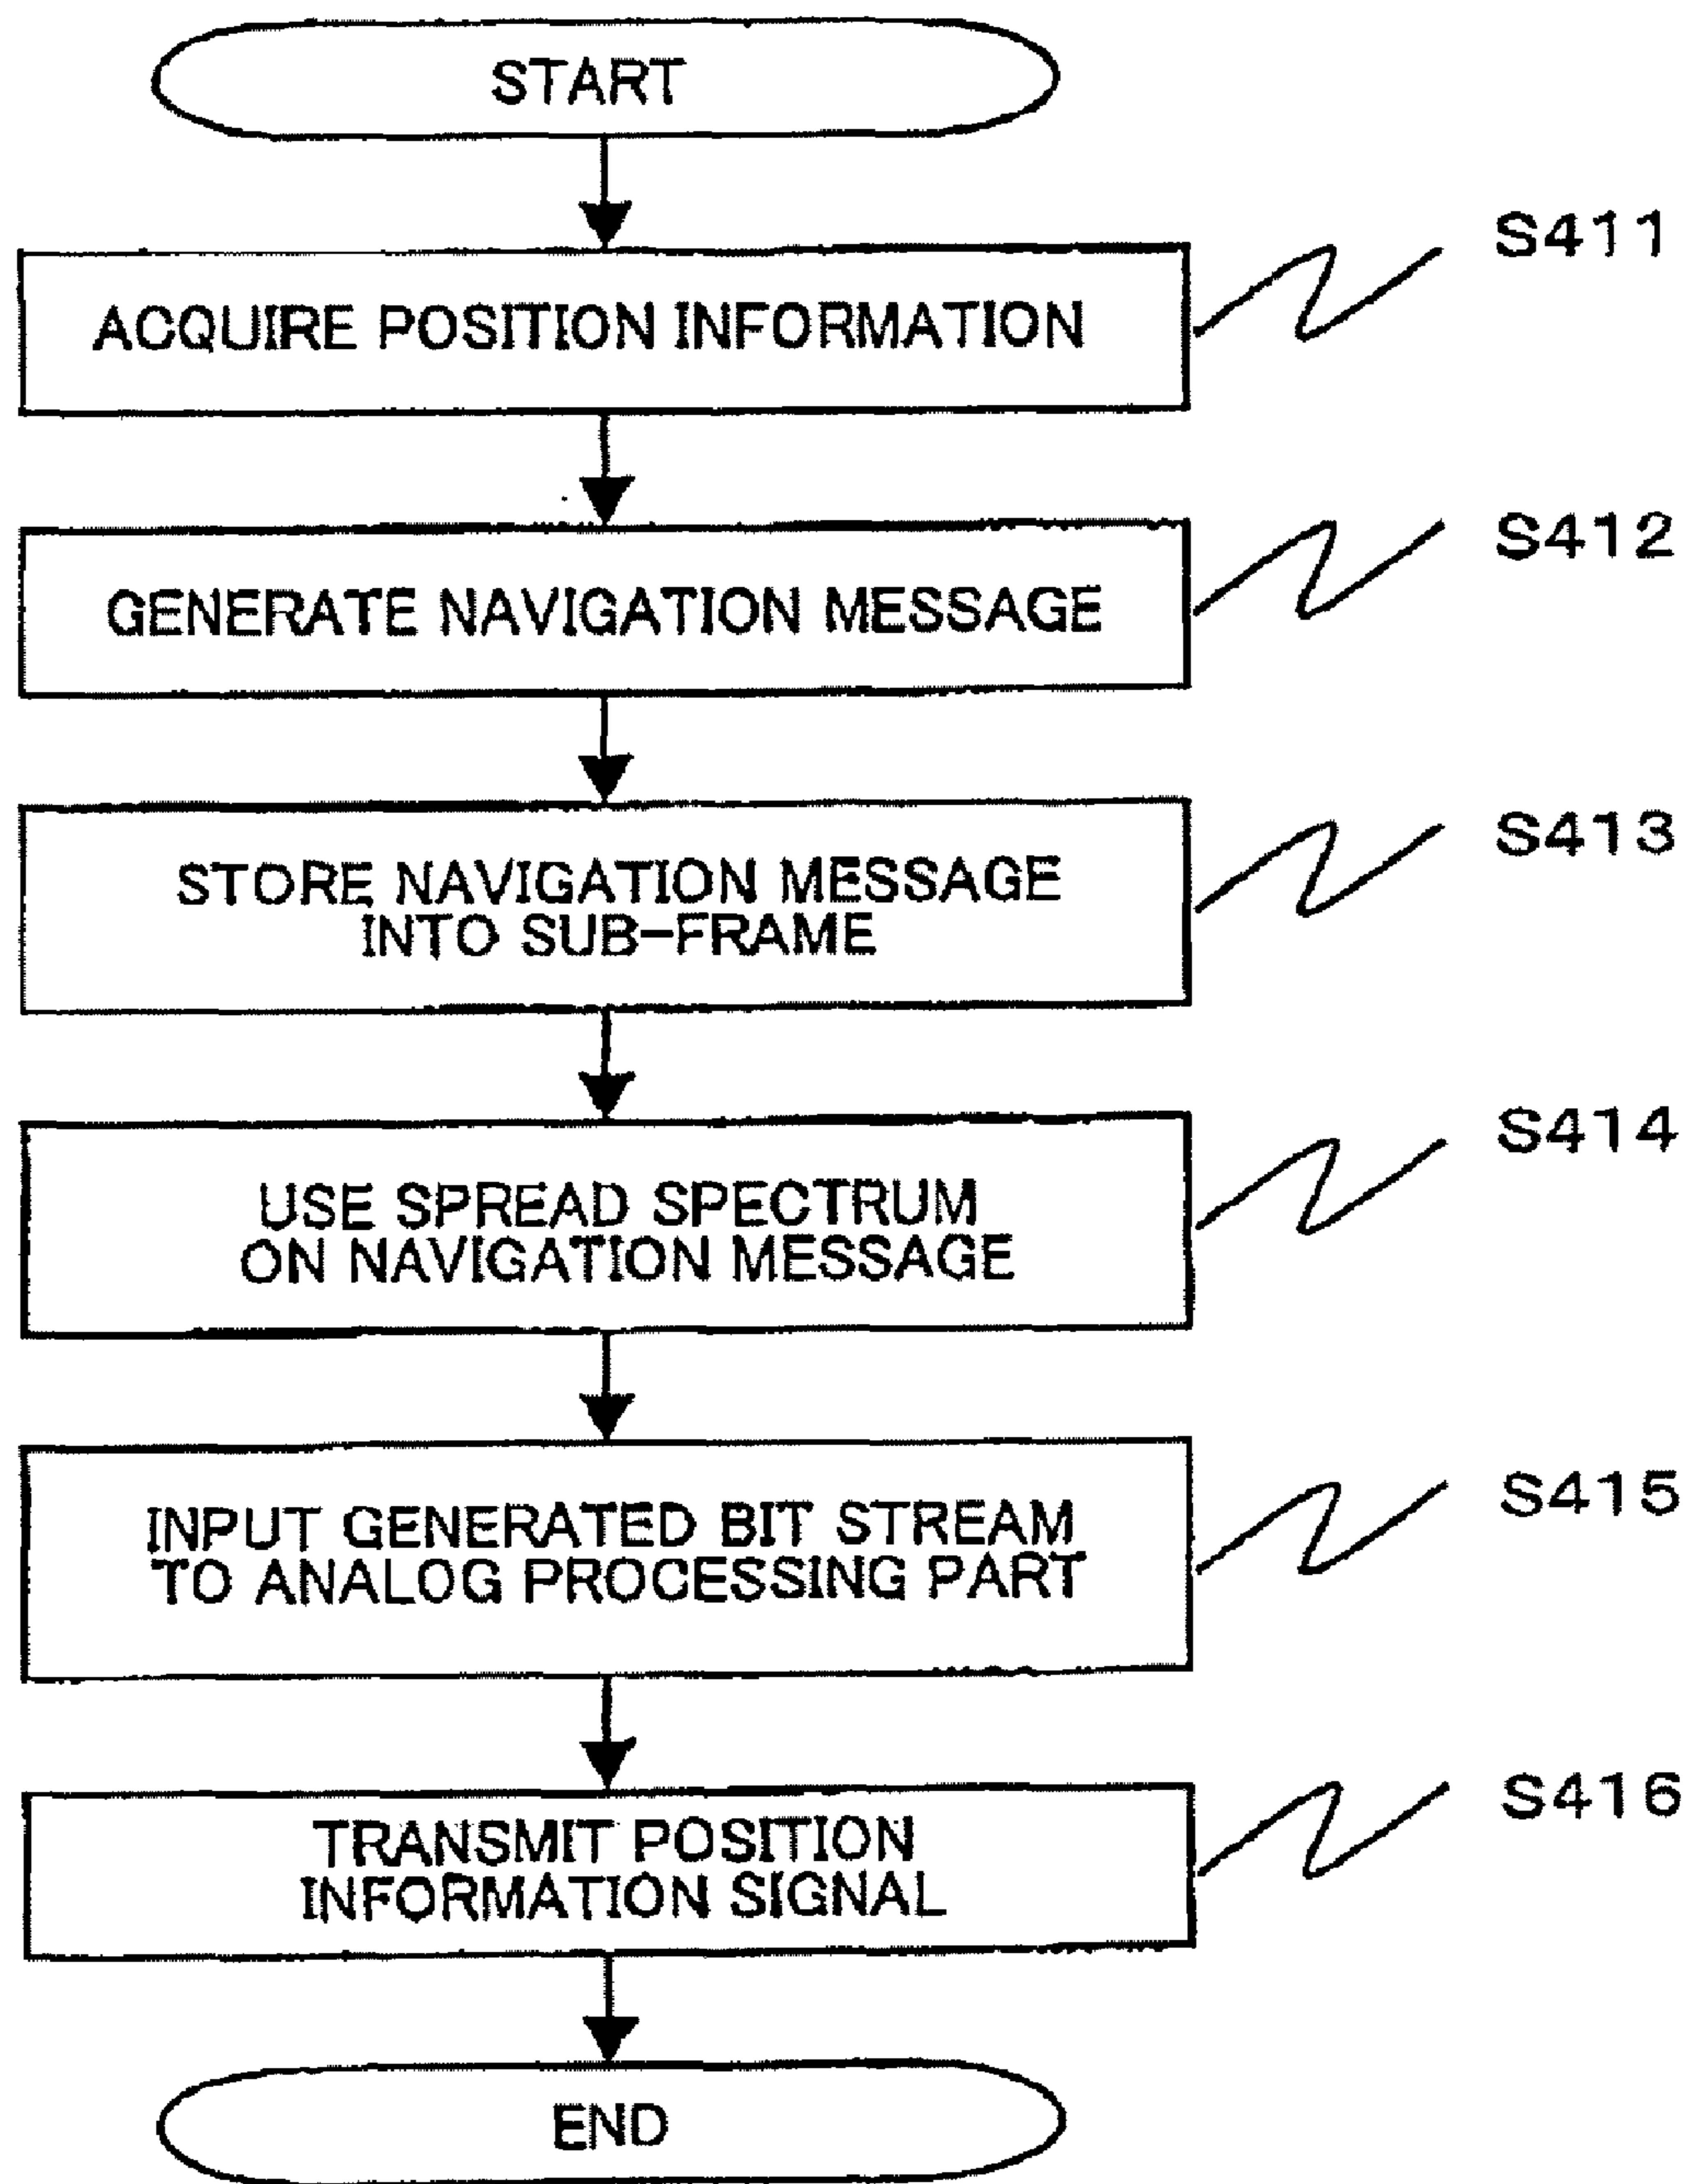 START
ACQUIRE POSITION INFORMATION
S411
GENERATE NAVIGATION MESSAGE
S412
STORE NAVIGATION MESSAGE
INTO SUB-FRAME
S413
USE SPREAD SPECTRUM
ON NAVIGATION MESSAGE
S414
INPUT GENERATED BIT STREAM
TO ANALOG PROCESSING PART
S415
TRANSMIT POSITION
INFORMATION SIGNAL
S416
END